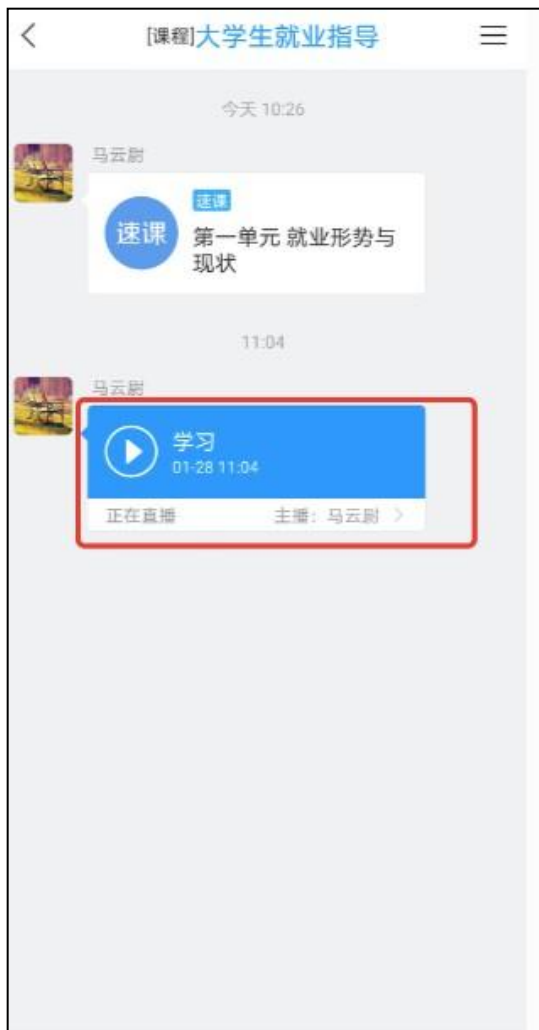 [课程]大学生就业指导
今天 10:26
马云尉
速课
速课
第一单元 就业形势与
现状
11:04
马云尉
学习
01-28 11:04
正在直播 主播：马云尉